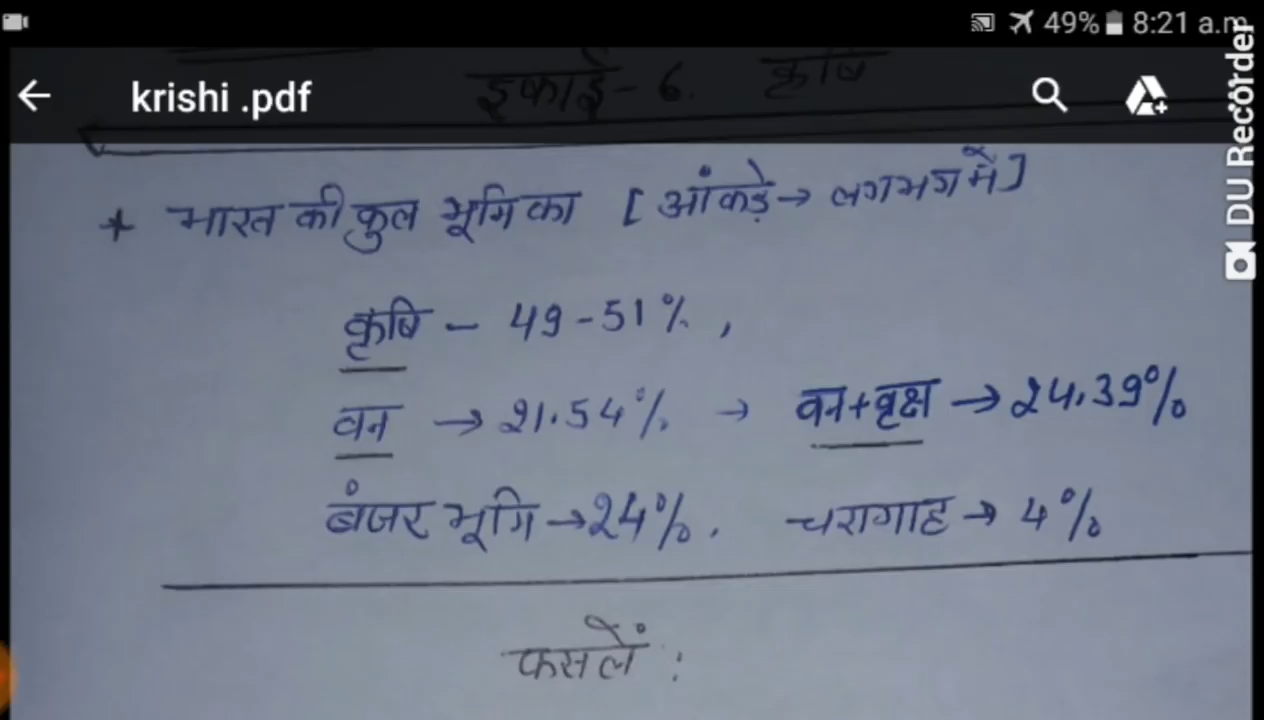 49% 8:21 a.m
krishi .pdf
इकाई - 6. कृषि
* भारत की कुल भूमि का [ आंकड़े → लगभग में ]
कृषि - 49-51% ,
वन → 21.54% → वन+वृक्ष → 24.39%
बंजर भूमि → 24% . चरागाह → 4%
फसलें :
DU Recorder